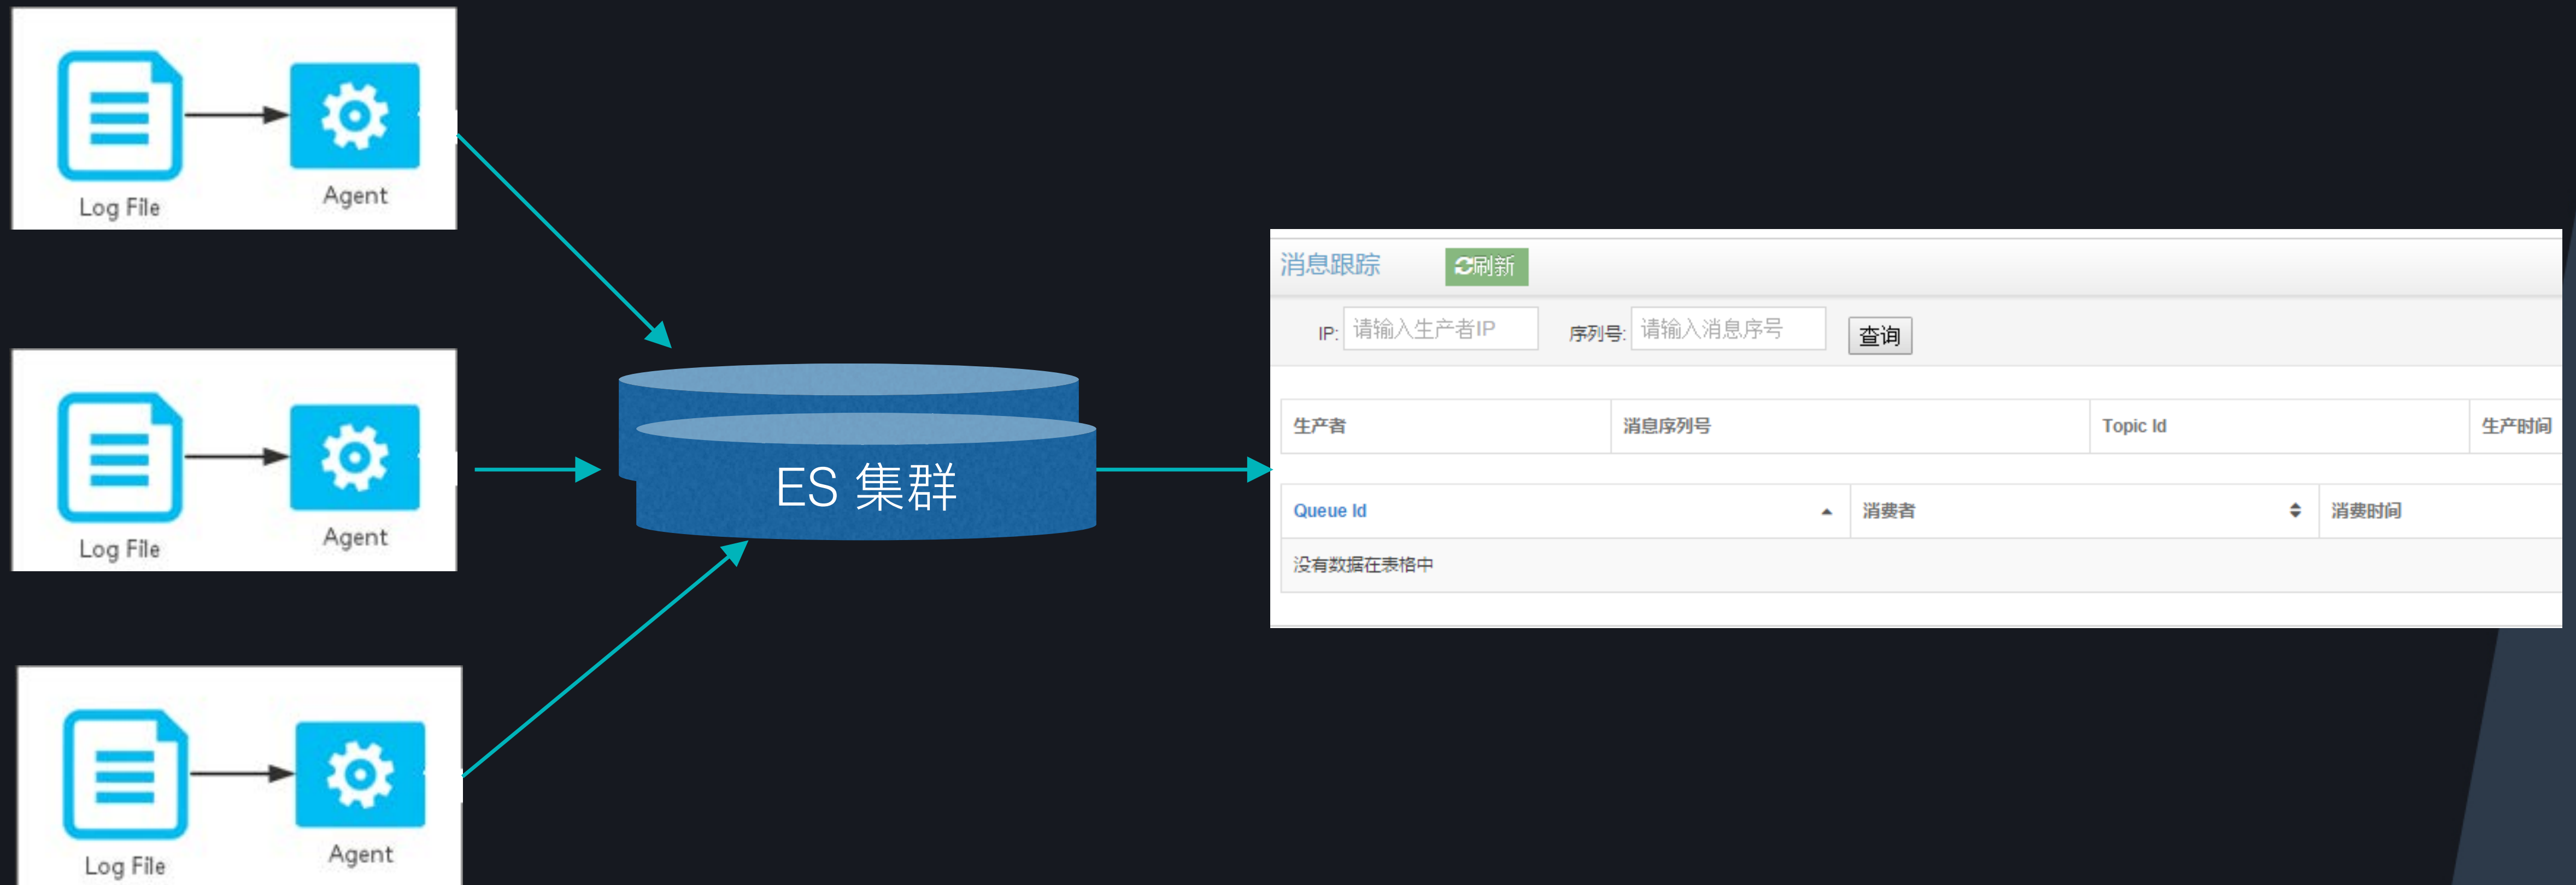 Log File
Agent
Log File
Agent
Log File
Agent
ES 集群
消息跟踪 刷新
IP: 请输入生产者IP 序列号: 请输入消息序号 查询
生产者 消息序列号 Topic Id 生产时间
Queue Id 消费者 消费时间
没有数据在表格中